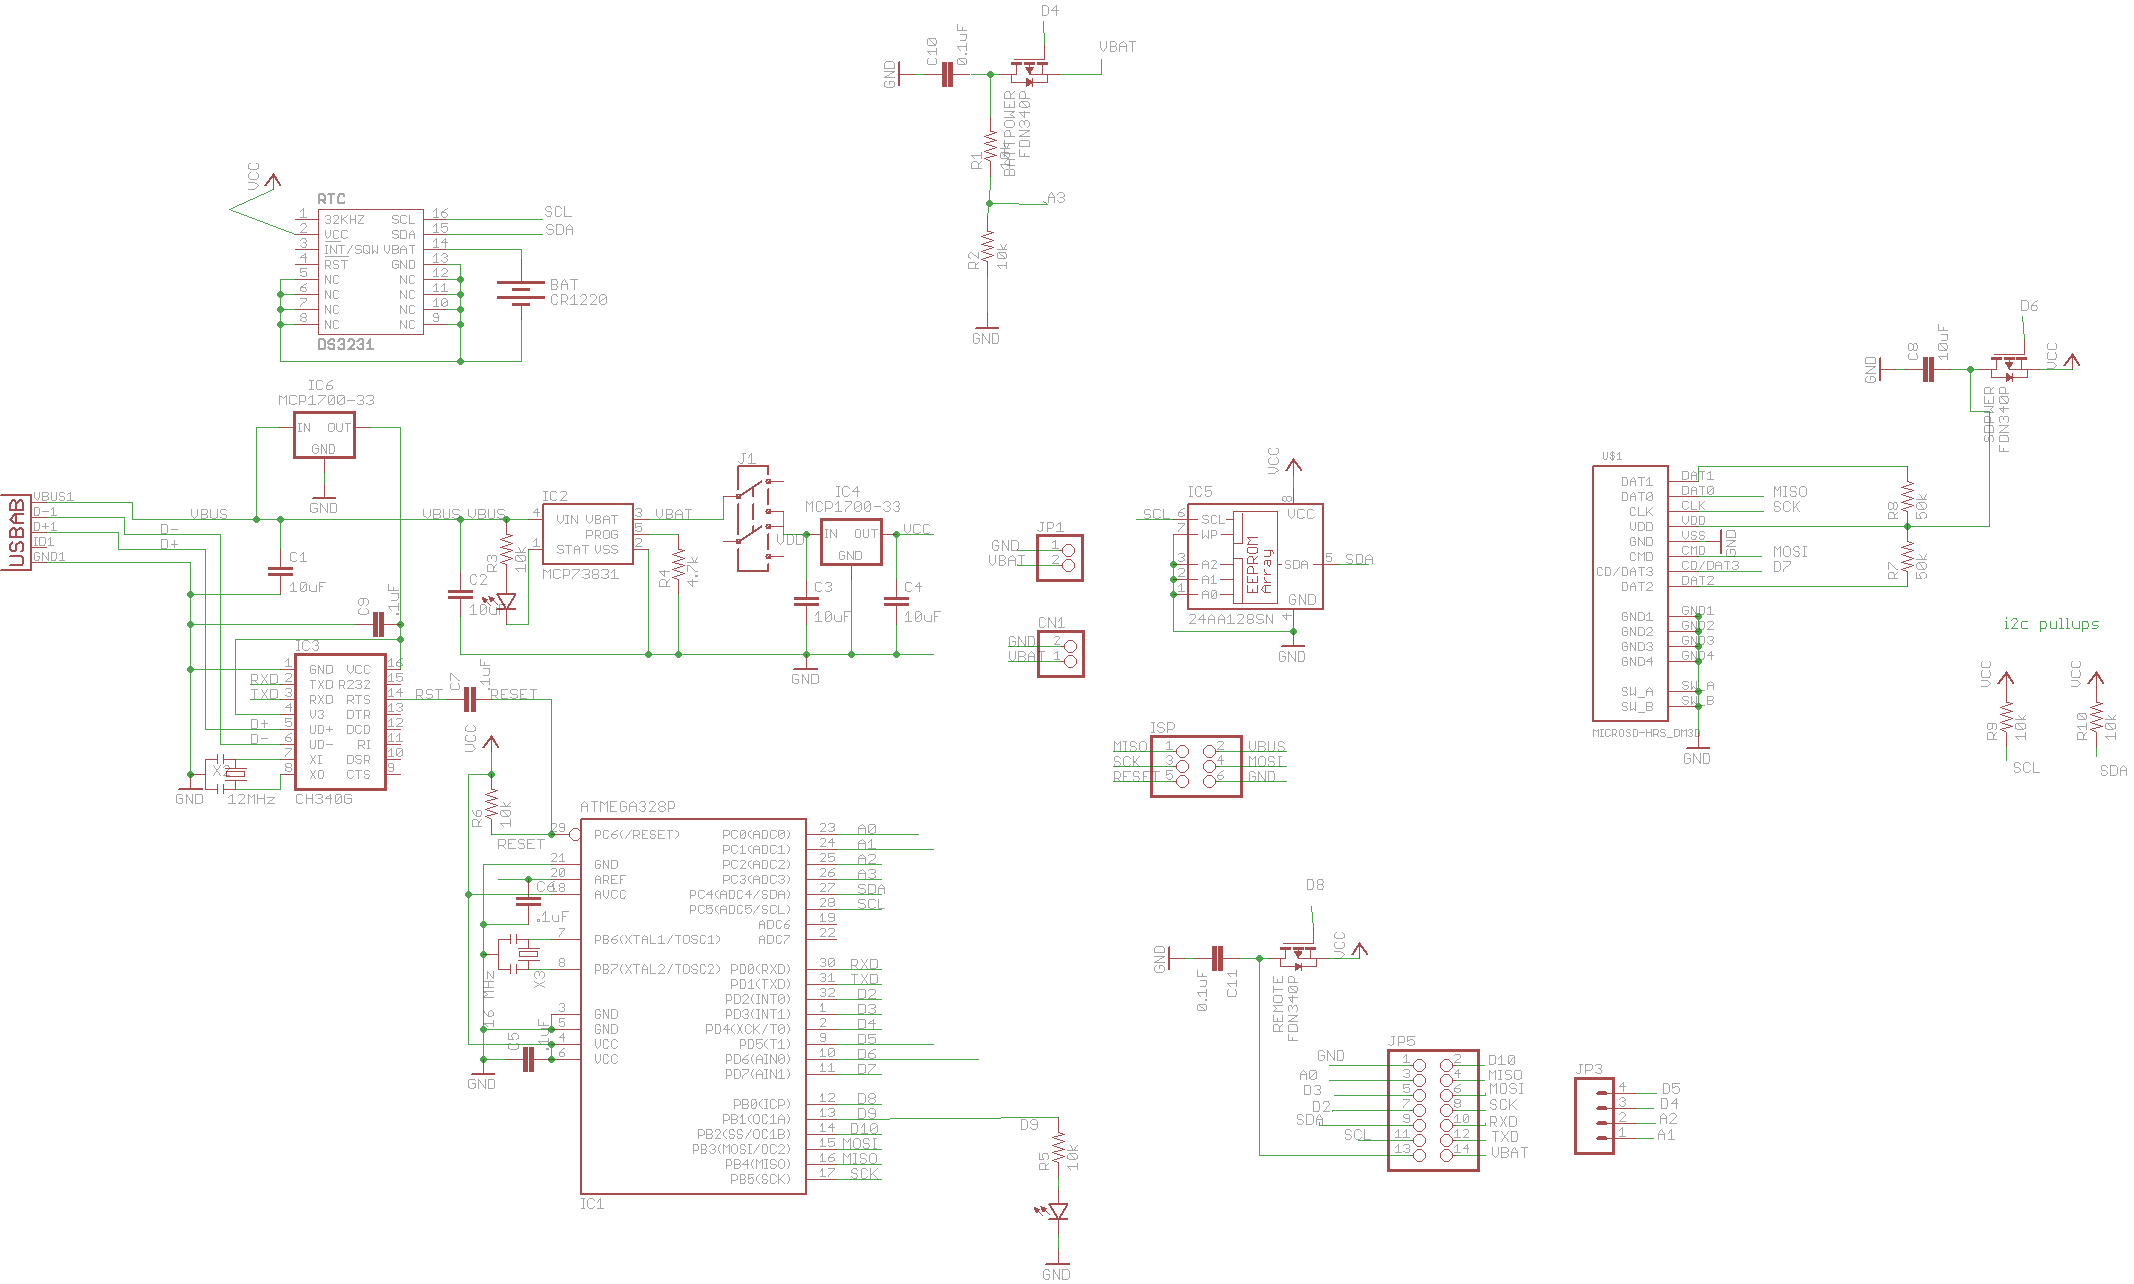 D4
C10
0.1uF
GND
VBAT
BATTPOWER
FDN340P
R1
A3
R2
10k
GND
VCC
RTC
1 32KHZ SCL 16 SCL
2 VCC SDA 15 SDA
3 INT/SQW VBAT 14
4 RST GND 13
5 NC NC 12
6 NC NC 11
7 NC NC 10
8 NC NC 9
DS3231
BAT
CR1220
IC6
MCP1700-33
IN OUT
GND
GND
USBAB
VBUS1
D-1
D+1
ID1
GND1
VBUS
D-
D+
C1
10uF
C9
.1uF
IC3
1 GND VCC 16
RXD 2 TXD R232 15
TXD 3 RXD RTS 14 RST
4 V3 DTR 13
D+ 5 UD+ DCD 12
D- 6 UD- RI 11
7 XI DSR 10
8 XO CTS 9
CH340G
GND
12MHz
VBUS VBUS
C2
10uF
R3
10k
IC2
4 VIN VBAT 3 VBAT
PROG 5
1 STAT VSS 2
MCP73831
R4
4.7k
J1
VDD
IC4
MCP1700-33
IN OUT
GND
VCC
C3
10uF
C4
10uF
GND
C7
.1uF
RESET
VCC
R6
10k
RESET
ATMEGA328P
29 PC6(/RESET) PC0(ADC0) 23 A0
PC1(ADC1) 24 A1
21 GND PC2(ADC2) 25 A2
20 AREF PC3(ADC3) 26 A3
18 AVCC PC4(ADC4/SDA) 27 SDA
PC5(ADC5/SCL) 28 SCL
ADC6 19
7 PB6(XTAL1/TOSC1) ADC7 22
8 PB7(XTAL2/TOSC2) PD0(RXD) 30 RXD
PD1(TXD) 31 TXD
PD2(INT0) 32 D2
3 GND PD3(INT1) 1 D3
5 GND PD4(XCK/T0) 2 D4
4 VCC PD5(T1) 9 D5
6 VCC PD6(AIN0) 10 D6
PD7(AIN1) 11 D7
PB0(ICP) 12 D8
PB1(OC1A) 13 D9
PB2(SS/OC1B) 14 D10
PB3(MOSI/OC2) 15 MOSI
PB4(MISO) 16 MISO
PB5(SCK) 17 SCK
IC1
C6
.1uF
X3
16 MHz
C5
.1uF
GND
D9
R5
10k
GND
JP1
GND 1
VBAT 2
CN1
GND 2
VBAT 1
VCC
IC5
8
VCC
SCL 6 SCL
7 WP
3 A2
2 A1
1 A0
EEPROM
Array
SDA 5 SDA
GND
4
24AA128SN
GND
ISP
MISO 1 2 VBUS
SCK 3 4 MOSI
RESET 5 6 GND
D8
GND
0.1uF
C11
VCC
REMOTE
FDN340P
JP5
GND 1 2 D10
A0 3 4 MISO
D3 5 6 MOSI
D2 7 8 SCK
SDA 9 10 RXD
SCL 11 12 TXD
13 14 VBAT
JP3
4 D5
3 D4
2 A2
1 A1
D6
GND
C8
10uF
VCC
SDPOWER
FDN340P
U$1
DAT1 DAT1
DAT0 DAT0 MISO
CLK CLK SCK
VDD VDD
GND VSS GND
CMD CMD MOSI
CD/DAT3 CD/DAT3 D7
DAT2 DAT2
GND1 GND1
GND2 GND2
GND3 GND3
GND4 GND4
SW_A SW_A
SW_B SW_B
MICROSD-HRS_DM3D
GND
R8
50k
R7
50k
i2c pullups
VCC
R9
10k
SCL
VCC
R10
10k
SDA